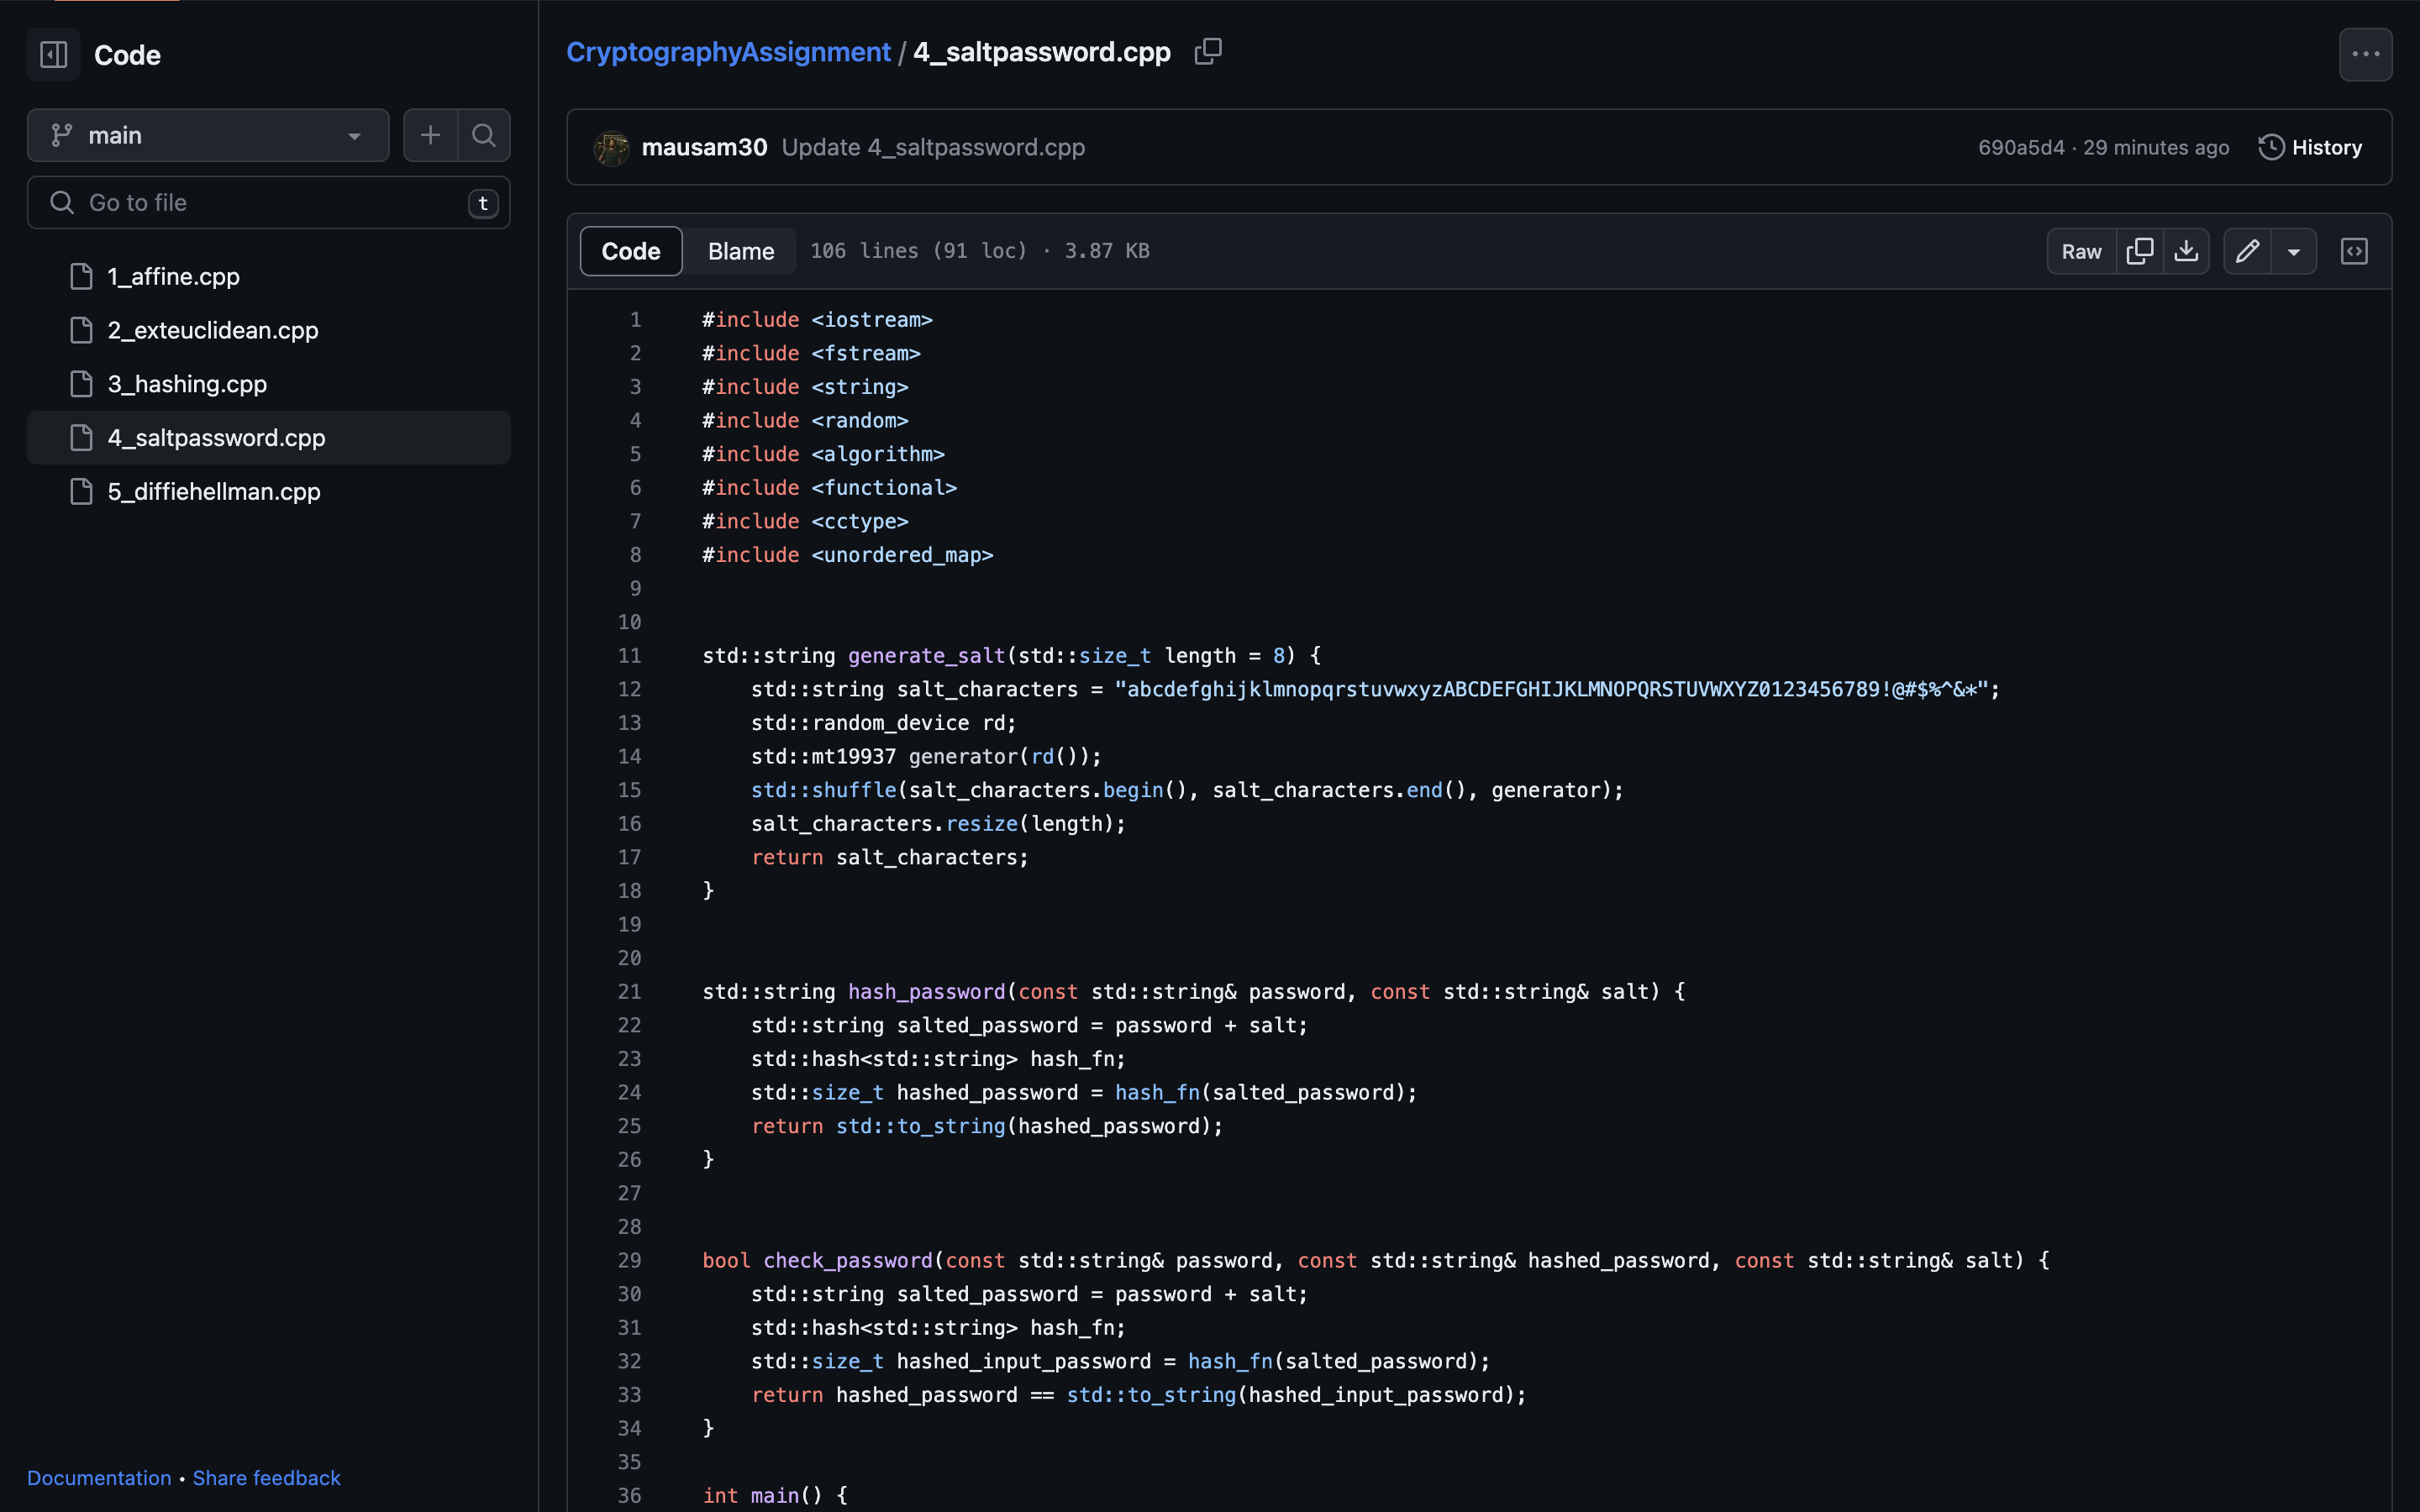 Code
main
Go to file
t
1_affine.cpp
2_exteuclidean.cpp
3_hashing.cpp
4_saltpassword.cpp
5_diffiehellman.cpp
Documentation • Share feedback
CryptographyAssignment / 4_saltpassword.cpp
mausam30 Update 4_saltpassword.cpp
690a5d4 · 29 minutes ago
History
Code Blame 106 lines (91 loc) · 3.87 KB
Raw
1 #include <iostream>
2 #include <fstream>
3 #include <string>
4 #include <random>
5 #include <algorithm>
6 #include <functional>
7 #include <cctype>
8 #include <unordered_map>
9
10
11 std::string generate_salt(std::size_t length = 8) {
12     std::string salt_characters = "abcdefghijklmnopqrstuvwxyzABCDEFGHIJKLMNOPQRSTUVWXYZ0123456789!@#$%^&*";
13     std::random_device rd;
14     std::mt19937 generator(rd());
15     std::shuffle(salt_characters.begin(), salt_characters.end(), generator);
16     salt_characters.resize(length);
17     return salt_characters;
18 }
19
20
21 std::string hash_password(const std::string& password, const std::string& salt) {
22     std::string salted_password = password + salt;
23     std::hash<std::string> hash_fn;
24     std::size_t hashed_password = hash_fn(salted_password);
25     return std::to_string(hashed_password);
26 }
27
28
29 bool check_password(const std::string& password, const std::string& hashed_password, const std::string& salt) {
30     std::string salted_password = password + salt;
31     std::hash<std::string> hash_fn;
32     std::size_t hashed_input_password = hash_fn(salted_password);
33     return hashed_password == std::to_string(hashed_input_password);
34 }
35
36 int main() {